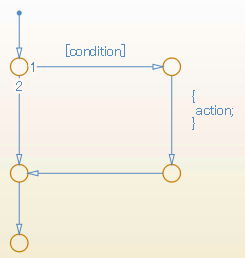 [condition]
1
2
{
action;
}